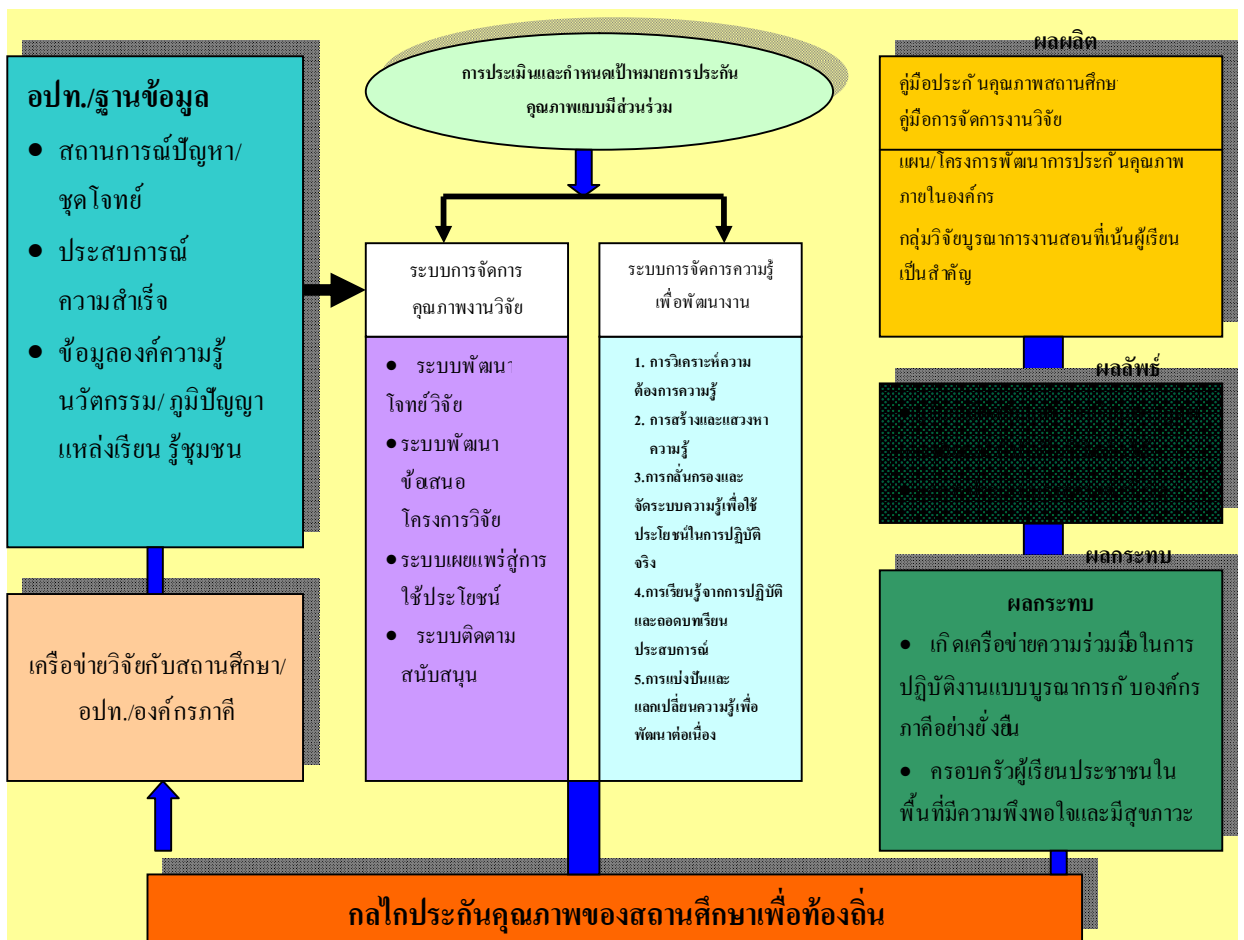 อปท./ฐานข้อมูล
● สถานการณ์ปัญหา/
ชุดโจทย์
● ประสบการณ์
ความสำเร็จ
● ข้อมูลองค์ความรู้
นวัตกรรม/ ภูมิปัญญา
แหล่งเรียน รู้ชุมชน
เครือข่ายวิจัยกับสถานศึกษา/
อปท./องค์กรภาคี
การประเมินและกำหนดเป้าหมายการประกัน
คุณภาพแบบมีส่วนร่วม
ระบบการจัดการ
คุณภาพงานวิจัย
● ระบบพัฒนา
โจทย์วิจัย
● ระบบพัฒนา
ข้อเสนอ
โครงการวิจัย
● ระบบเผยแพร่สู่การ
ใช้ประโยชน์
● ระบบติดตาม
สนับสนุน
ระบบการจัดการความรู้
เพื่อพัฒนางาน
1. การวิเคราะห์ความ
ต้องการความรู้
2. การสร้างและแสวงหา
ความรู้
3.การกลั่นกรองและ
จัดระบบความรู้เพื่อใช้
ประโยชน์ในการปฏิบัติ
จริง
4.การเรียนรู้จากการปฏิบัติ
และถอดบทเรียน
ประสบการณ์
5.การแบ่งปันและ
แลกเปลี่ยนความรู้เพื่อ
พัฒนาต่อเนื่อง
ผลผลิต
คู่มือประกันคุณภาพสถานศึกษ
คู่มือการจัดการงานวิจัย
แผน/โครงการพัฒนาการประกันคุณภาพ
ภายในองค์กร
กลุ่มวิจัยบูรณาการงานสอนที่เน้นผู้เรียน
เป็นสำคัญ
ผลลัพธ์
ผลกระทบ
ผลกระทบ
● เกิดเครือข่ายความร่วมมือในการ
ปฏิบัติงานแบบบูรณาการกับองค์กร
ภาคีอย่างยั่งยืน
● ครอบครัวผู้เรียนประชาชนใน
พื้นที่มีความพึงพอใจและมีสุขภาวะ
กลไกประกันคุณภาพของสถานศึกษาเพื่อท้องถิ่น